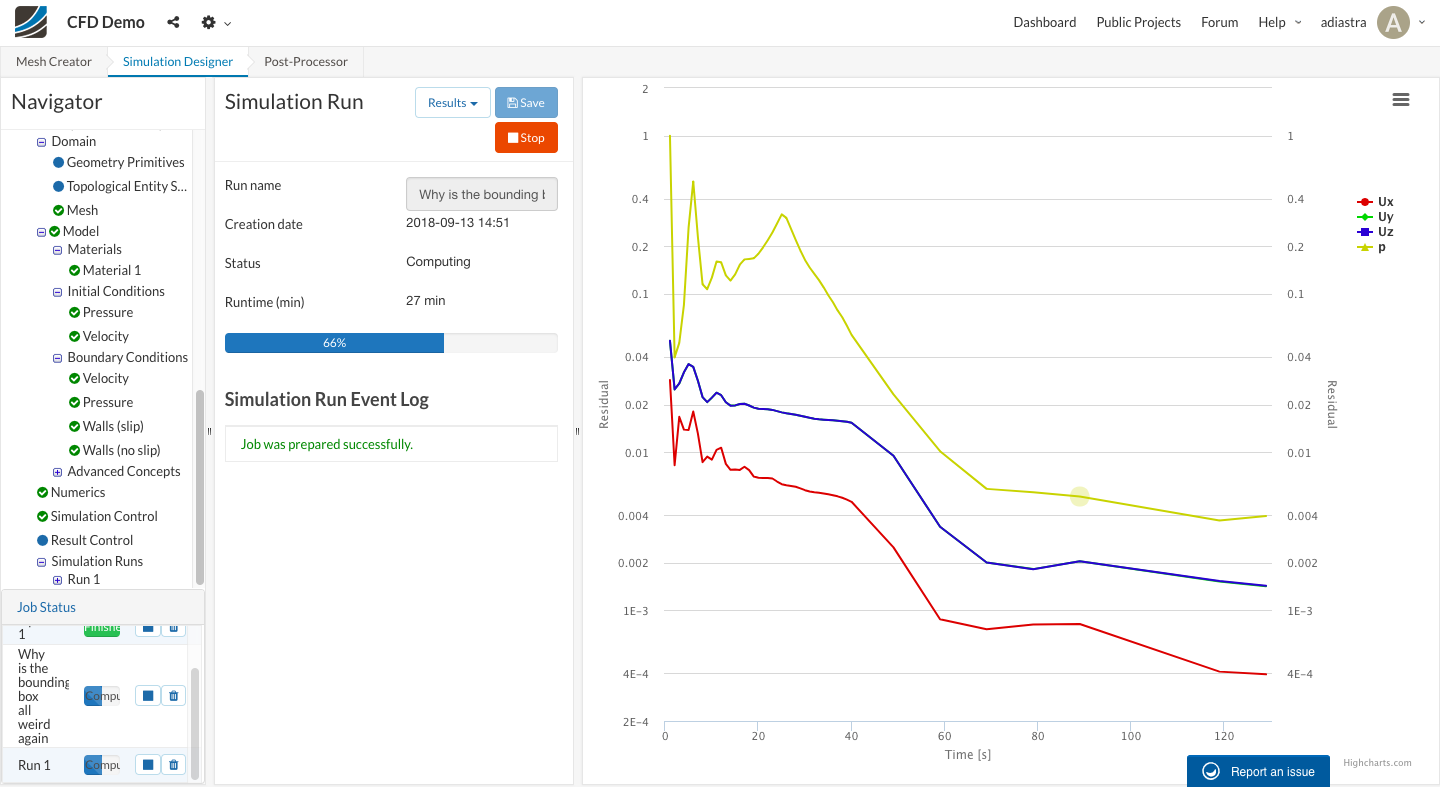 CFD Demo
Dashboard
Public Projects
Forum
Help
adiastra
A
Mesh Creator
Simulation Designer
Post-Processor
Navigator
Domain
Geometry Primitives
Topological Entity S...
Mesh
Model
Materials
Material 1
Initial Conditions
Pressure
Velocity
Boundary Conditions
Velocity
Pressure
Walls (slip)
Walls (no slip)
Advanced Concepts
Numerics
Simulation Control
Result Control
Simulation Runs
Run 1
Job Status
1
Why
is the
bounding
box
all
weird
again
Compu
Run 1
Compu
Simulation Run
Results
Save
Stop
Run name
Why is the bounding
Creation date
2018-09-13 14:51
Status
Computing
Runtime (min)
27 min
66%
Simulation Run Event Log
Job was prepared successfully.
2
1
0.4
0.2
0.1
0.04
0.02
0.01
0.004
0.002
1E-3
4E-4
2E-4
Residual
1
0.4
0.2
0.1
0.04
0.02
0.01
0.004
0.002
1E-3
4E-4
Residual
Ux
Uy
Uz
p
0
20
40
60
80
100
120
Time [s]
Highcharts.com
Report an issue